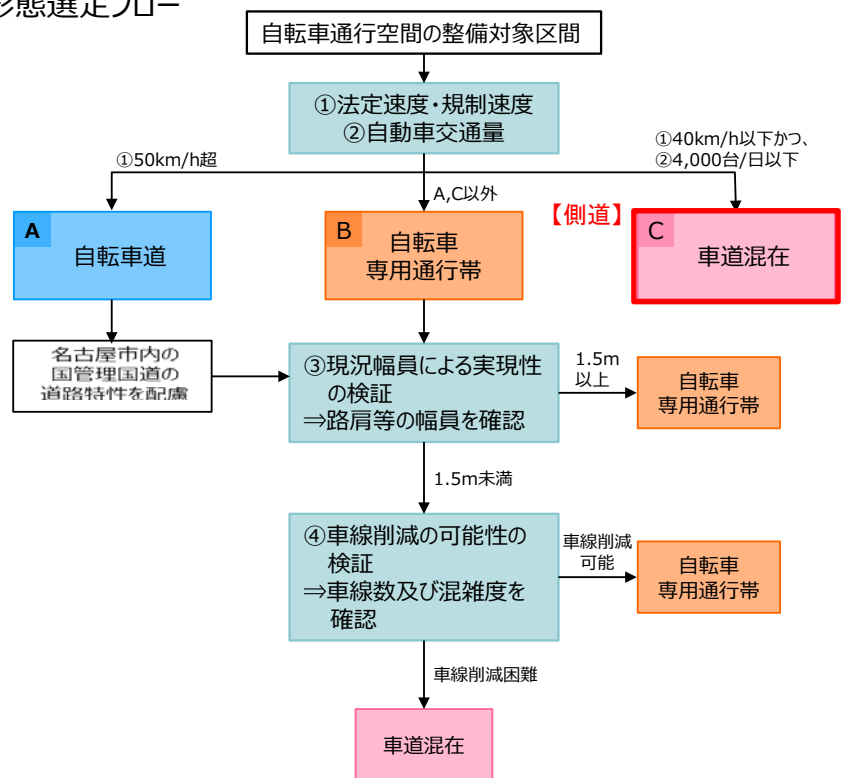 形態選定フロー
自転車通行空間の整備対象区間
①法定速度・規制速度
②自動車交通量
①50km/h超
A,C以外
①40km/h以下かつ、
②4,000台/日以下
【側道】
A
自転車道
B
自転車
専用通行帯
C
車道混在
名古屋市内の
国管理国道の
道路特性を配慮
③現況幅員による実現性
の検証
⇒路肩等の幅員を確認
1.5m
以上
自転車
専用通行帯
1.5m未満
④車線削減の可能性の
検証
⇒車線数及び混雑度を
確認
車線削減
可能
自転車
専用通行帯
車線削減困難
車道混在